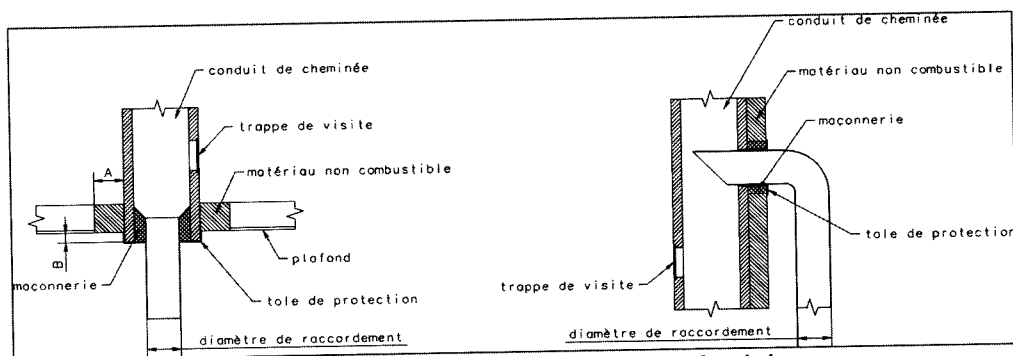 conduit de cheminée
trappe de visite
A
matériau non combustible
B
plafond
maçonnerie
tole de protection
diamètre de raccordement
conduit de cheminée
matériau non combustible
maçonnerie
tole de protection
trappe de visite
diamètre de raccordement